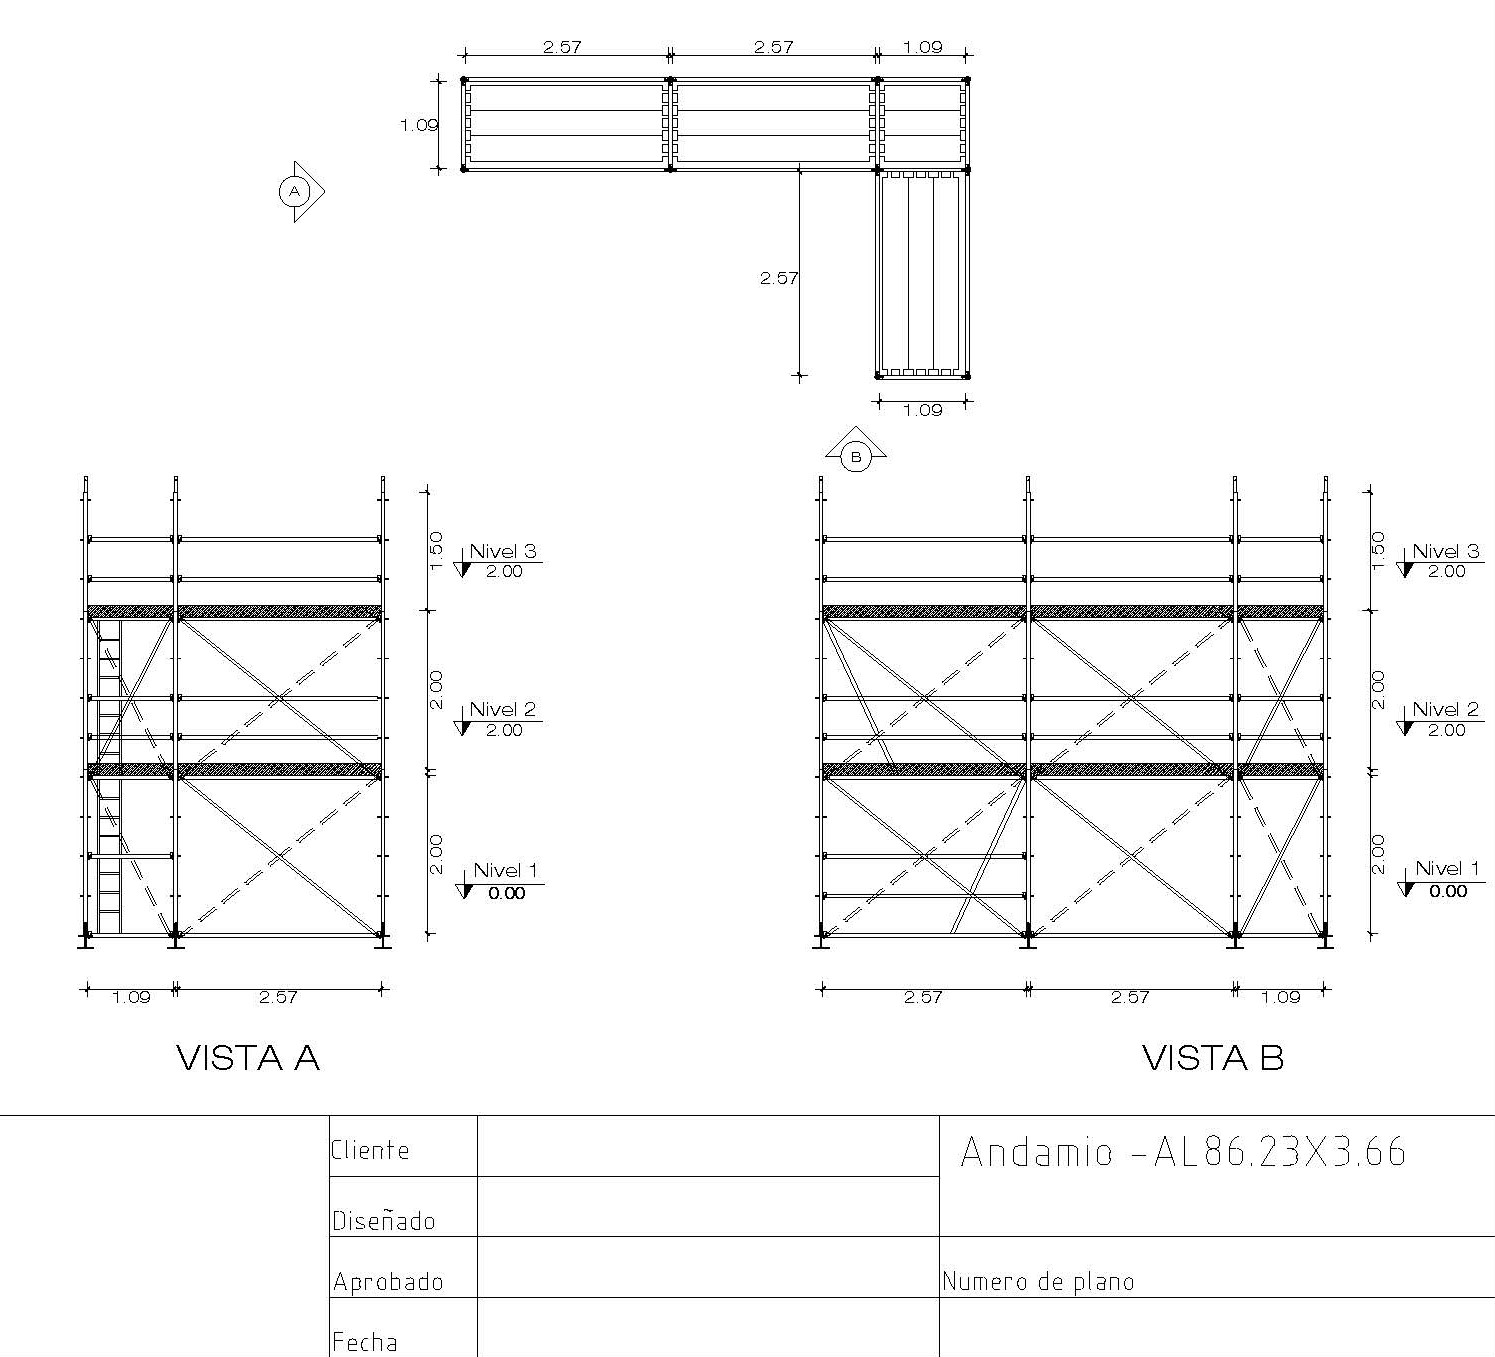 2.57 2.57 1.09
1.09
A
2.57
1.09
B
1.50
Nivel 3
2.00
2.00
Nivel 2
2.00
2.00
Nivel 1
0.00
1.09 2.57
VISTA A
1.50
Nivel 3
2.00
2.00
Nivel 2
2.00
2.00
Nivel 1
0.00
2.57 2.57 1.09
VISTA B
Cliente
Andamio -AL86.23X3.66
Diseñado
Aprobado
Numero de plano
Fecha